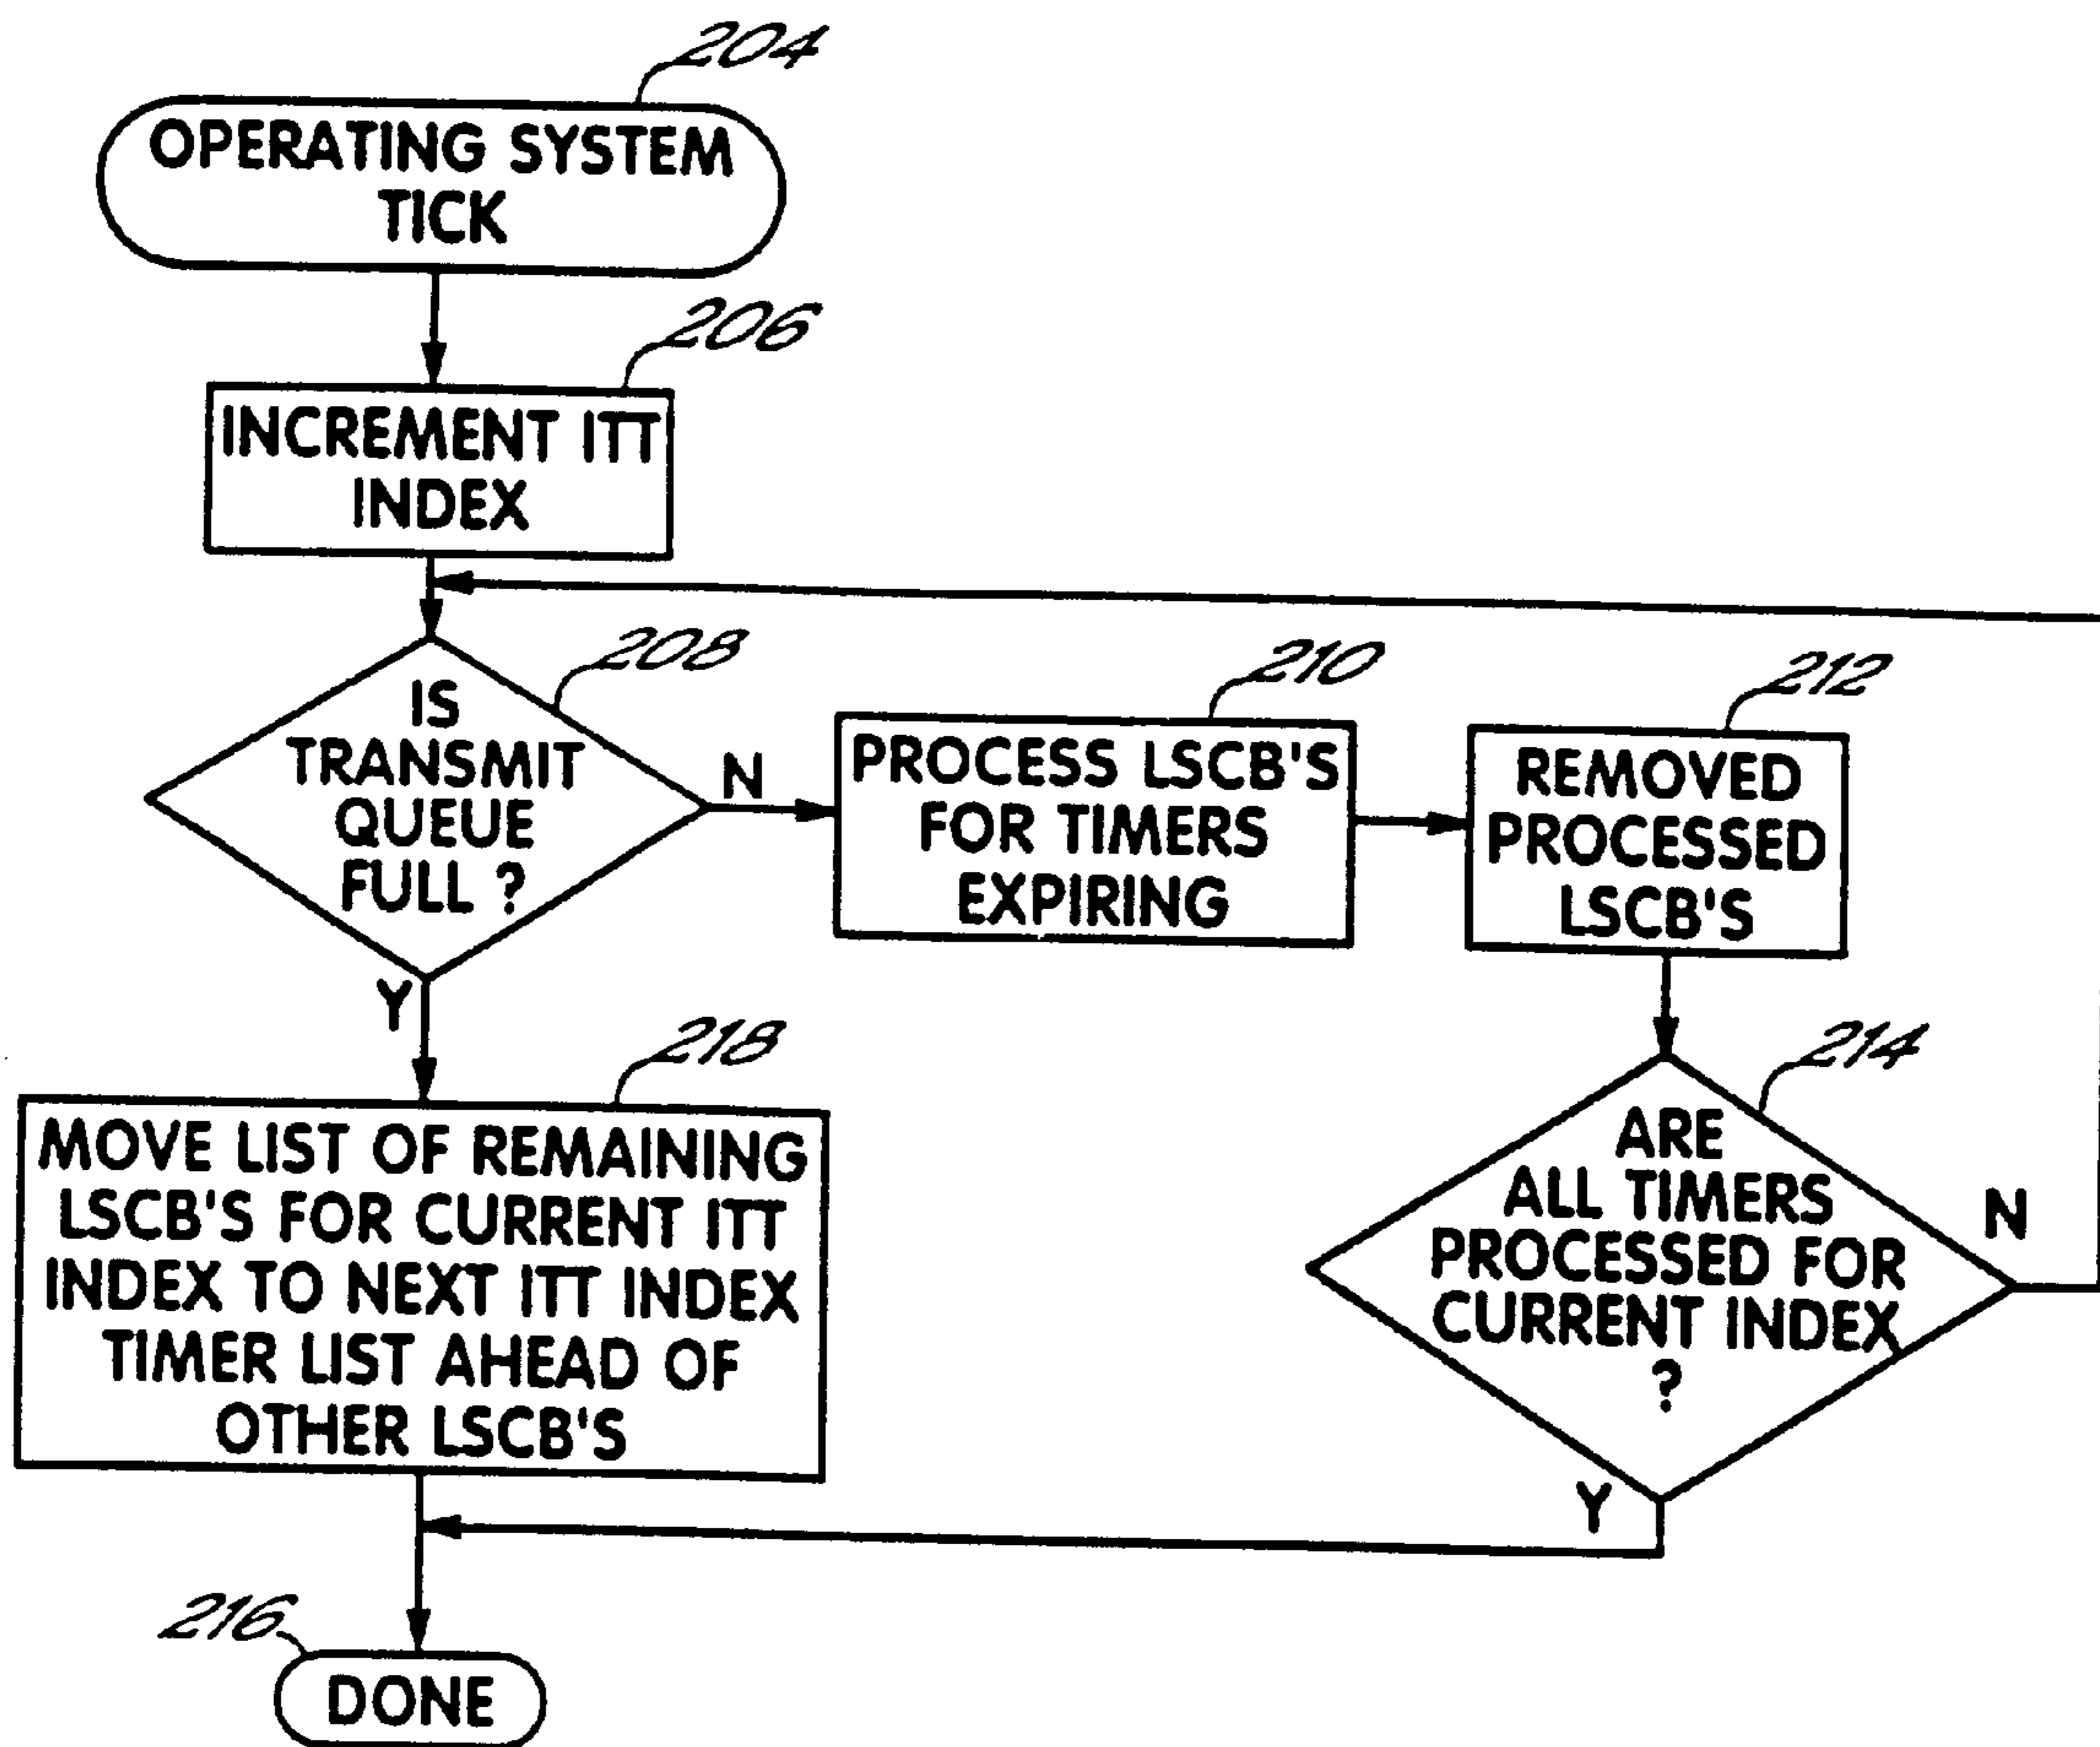 204
OPERATING SYSTEM
TICK
206
INCREMENT ITT
INDEX
208
IS
TRANSMIT
QUEUE
FULL ?
N
Y
210
PROCESS LSCB'S
FOR TIMERS
EXPIRING
212
REMOVED
PROCESSED
LSCB'S
214
ARE
ALL TIMERS
PROCESSED FOR
CURRENT INDEX
?
N
Y
218
MOVE LIST OF REMAINING
LSCB'S FOR CURRENT ITT
INDEX TO NEXT ITT INDEX
TIMER LIST AHEAD OF
OTHER LSCB'S
216
DONE